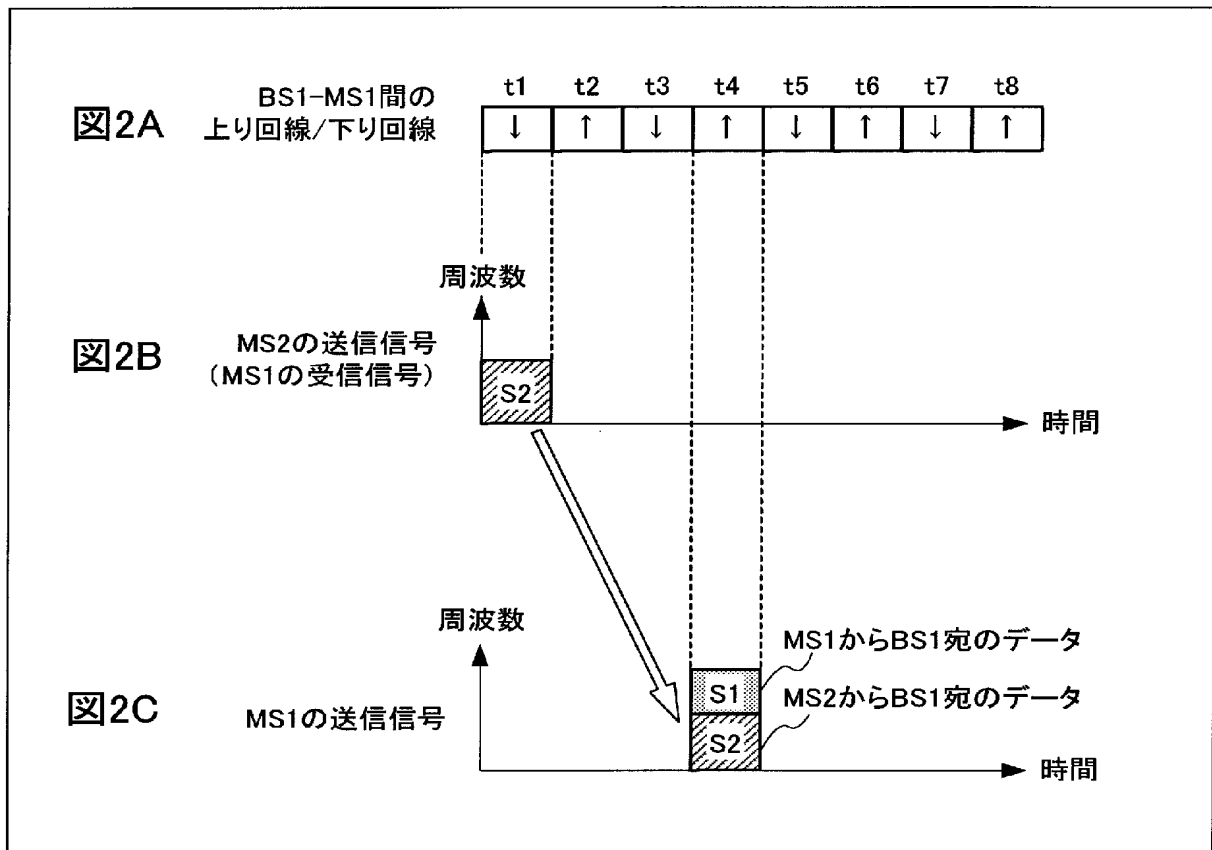 t1 t2 t3 t4 t5 t6 t7 t8
図2A
BS1-MS1間の
上り回線/下り回線
↓ ↑ ↓ ↑ ↓ ↑ ↓ ↑
周波数
図2B
MS2の送信信号
(MS1の受信信号)
S2
時間
周波数
図2C
MS1の送信信号
S1
MS1からBS1宛のデータ
S2
MS2からBS1宛のデータ
時間